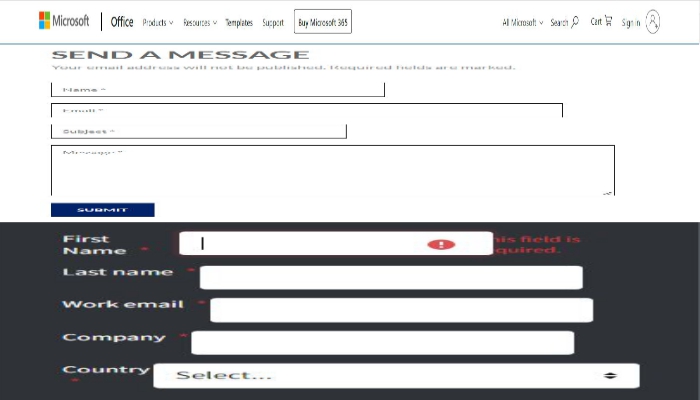 Microsoft Office Products Resources Templates Support Buy Microsoft 365 All Microsoft Search Cart Sign in
SEND A MESSAGE
Your email address will not be published. Required fields are marked.
Name *
Email *
Subject *
Message *
SUBMIT
First
Name *
his field is
quired.
Last name *
Work email *
Company *
Country
*
Select...